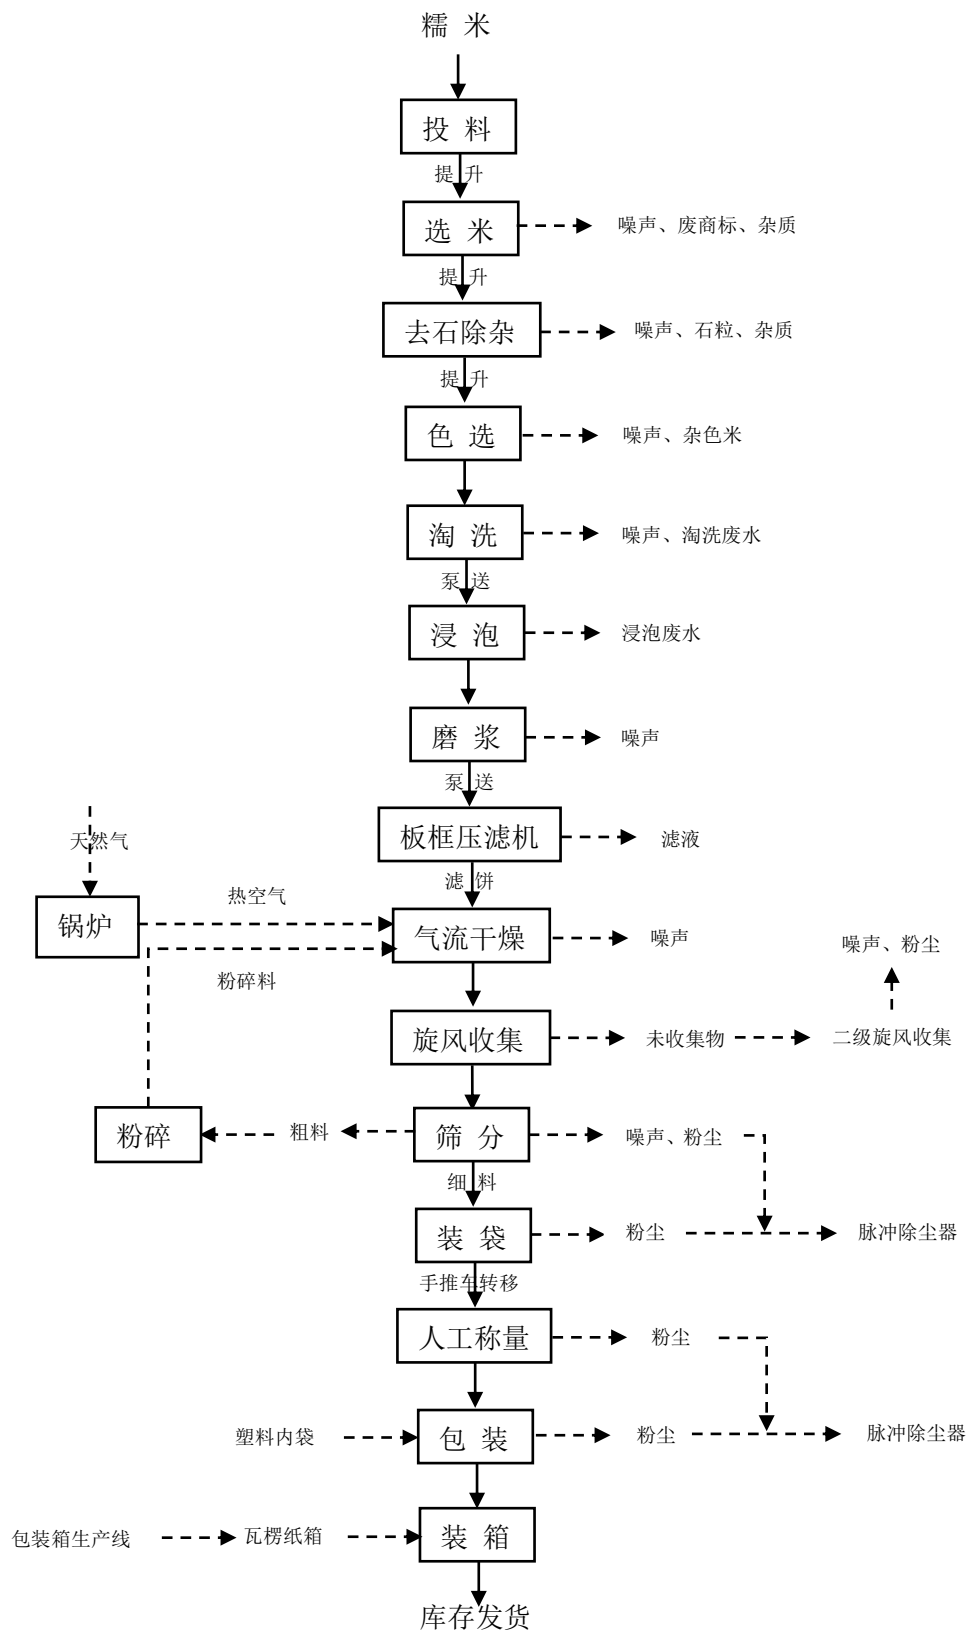 糯 米
投 料
提 升
选 米
噪声、废商标、杂质
提 升
去石除杂
噪声、石粒、杂质
提 升
色 选
噪声、杂色米
淘 洗
噪声、淘洗废水
泵 送
浸 泡
浸泡废水
磨 浆
噪声
泵 送
天然气
板框压滤机
滤液
滤 饼
热空气
锅炉
气流干燥
噪声
噪声、粉尘
粉碎料
旋风收集
未收集物
二级旋风收集
粉碎
粗料
筛 分
噪声、粉尘
细 料
装 袋
粉尘
脉冲除尘器
手推车转移
人工称量
粉尘
塑料内袋
包 装
粉尘
脉冲除尘器
包装箱生产线
瓦楞纸箱
装 箱
库存发货